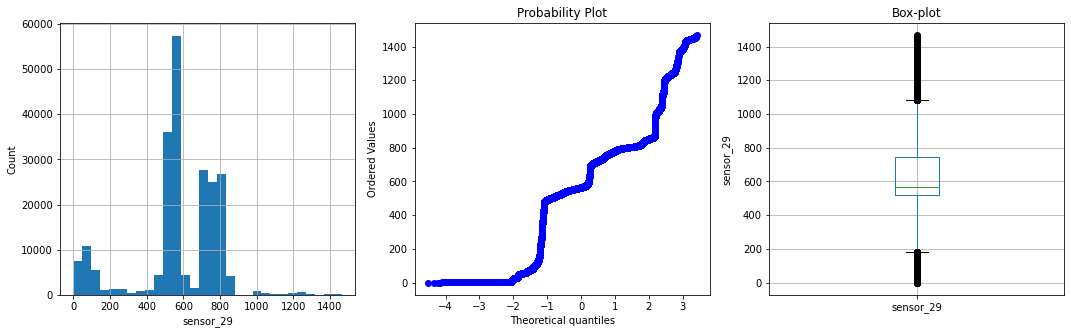 60000
50000
40000
30000
20000
10000
0
Count
0 200 400 600 800 1000 1200 1400
sensor_29
Probability Plot
1400
1200
1000
800
600
400
200
0
Ordered Values
−4 −3 −2 −1 0 1 2 3
Theoretical quantiles
Box-plot
1400
1200
1000
800
600
400
200
0
sensor_29
sensor_29